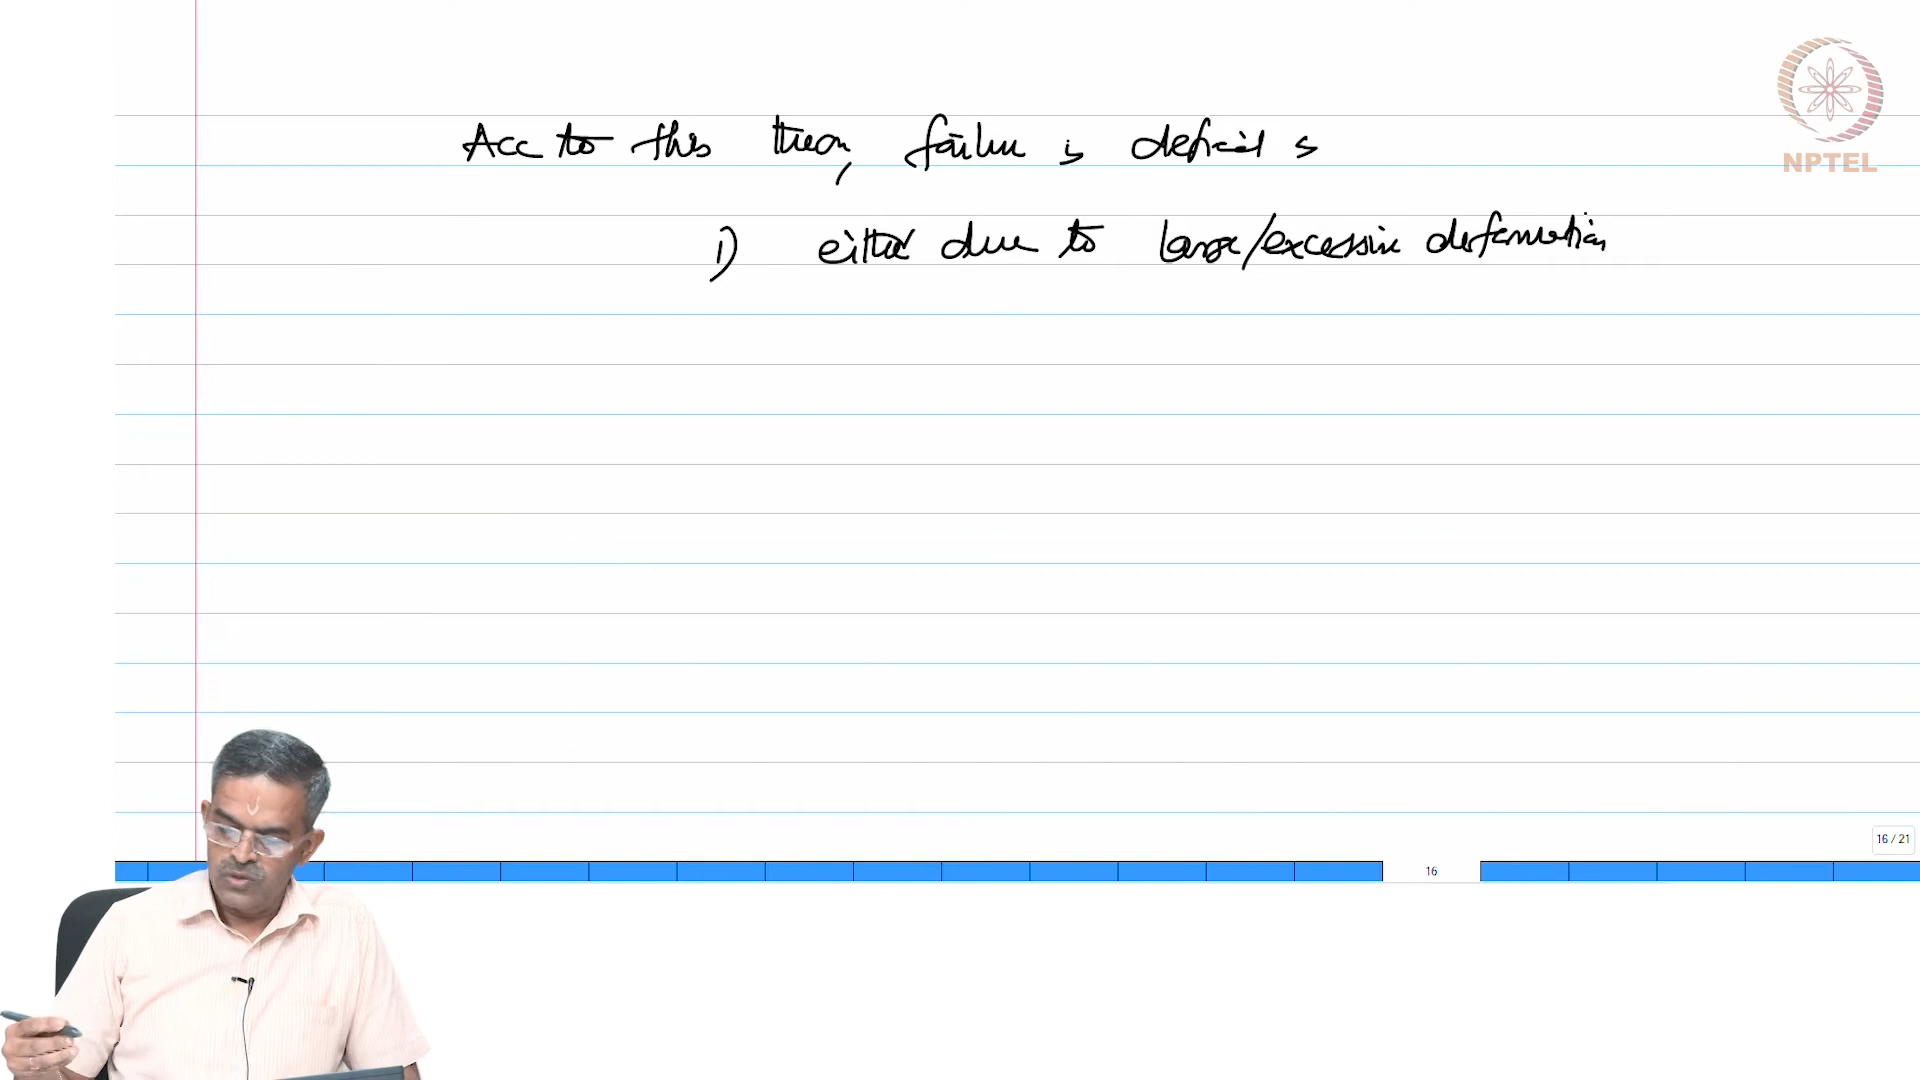 Acc to this theory, failure is defined as
1) either due to large/excessive deformation
NPTEL
16 / 21
16